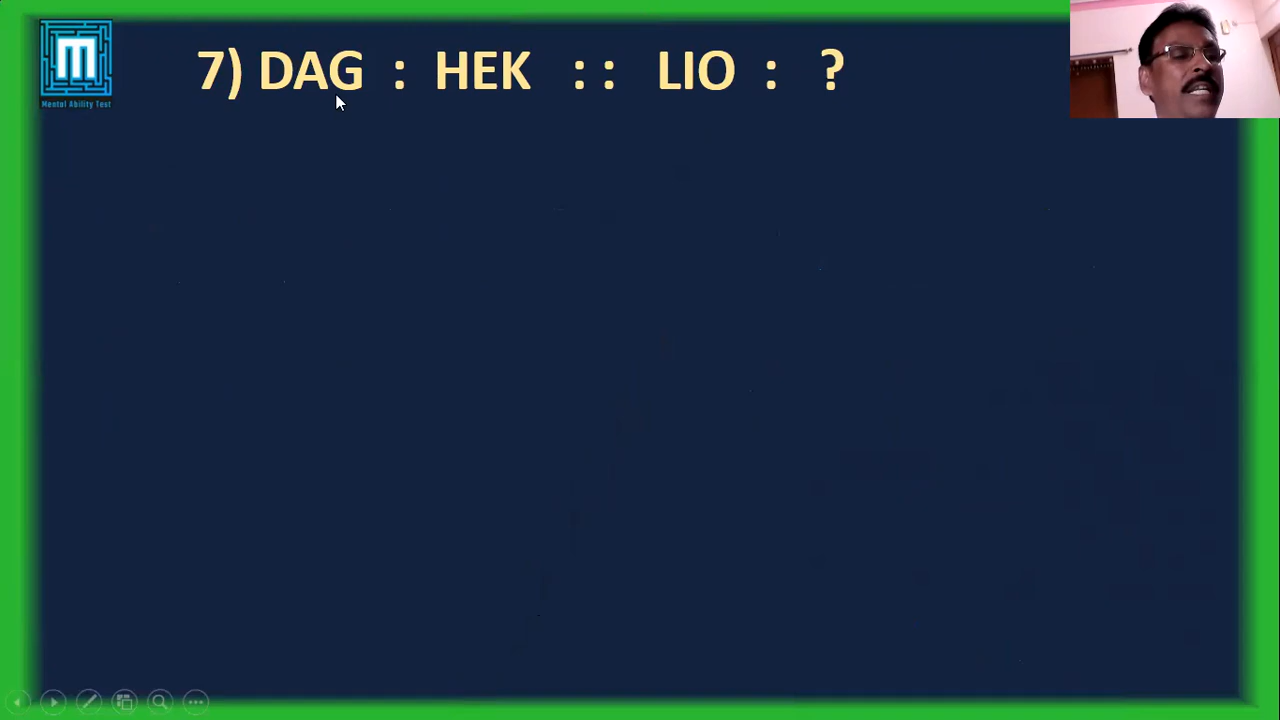 M
Mental Ability Test
7) DAG : HEK : : LIO : ?